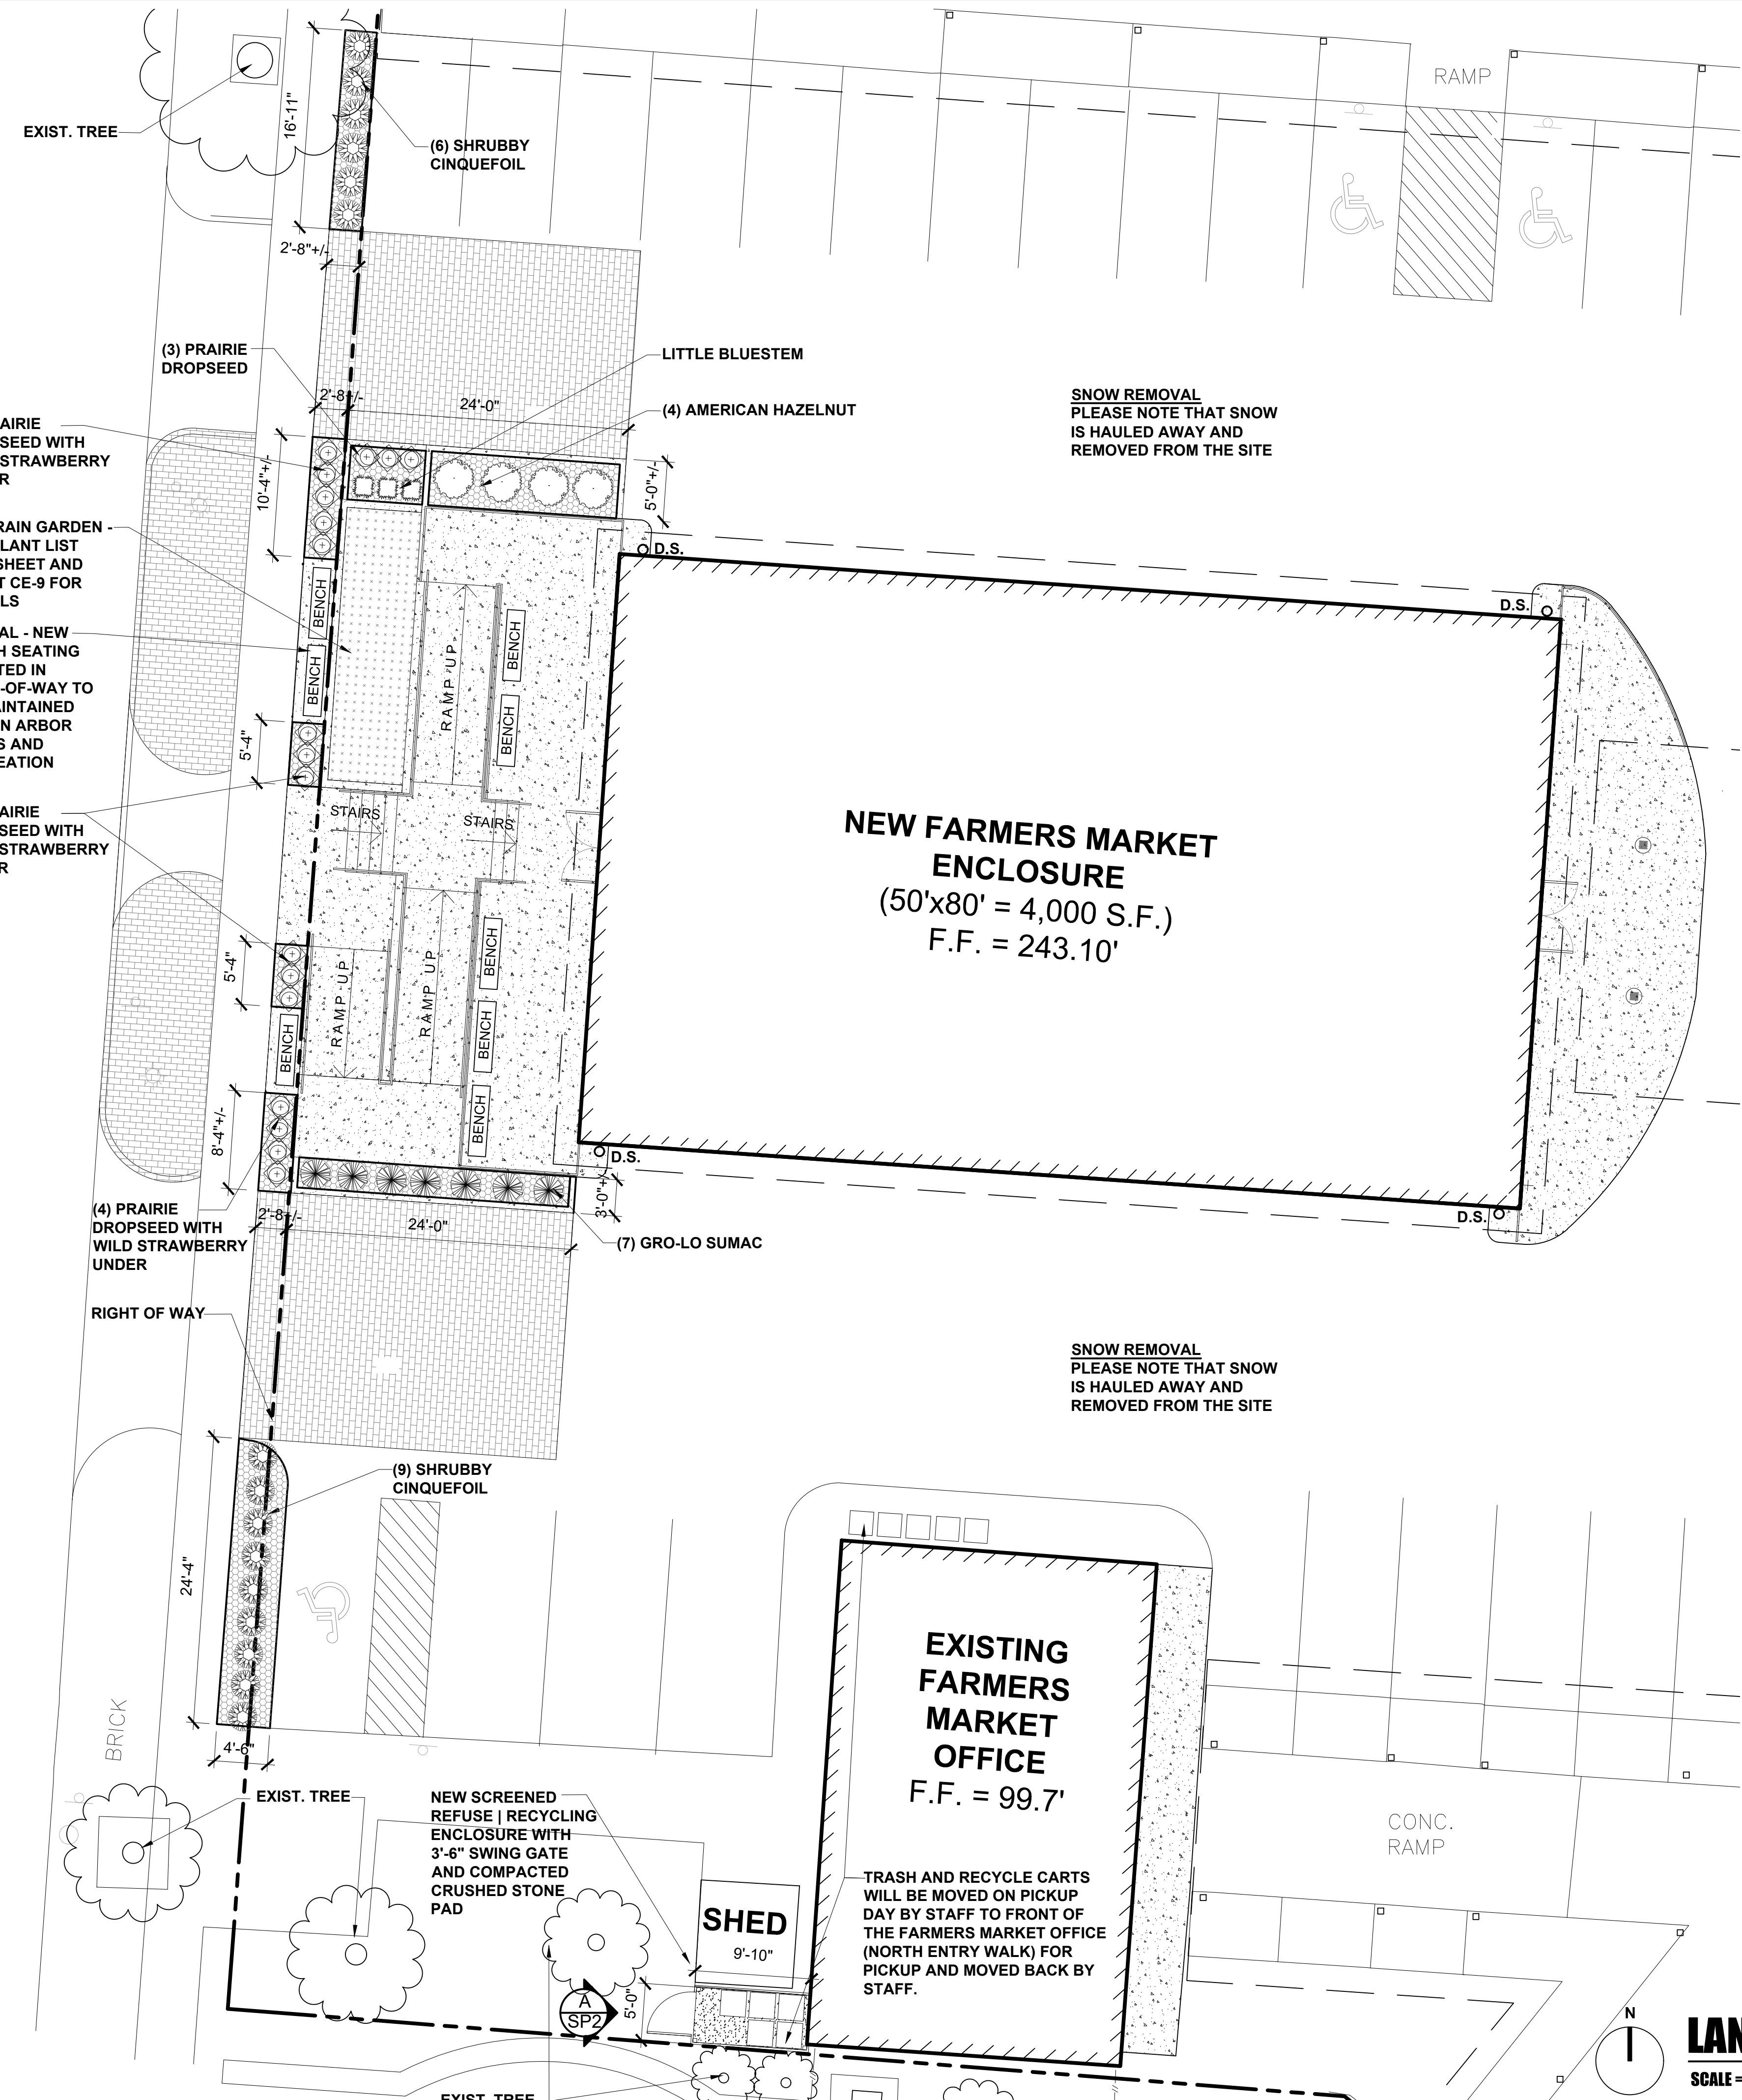 RAMP
EXIST. TREE
16'-11"
(6) SHRUBBY
CINQUEFOIL
2'-8"+/-
(3) PRAIRIE
DROPSEED
LITTLE BLUESTEM
2'-8+/-
24'-0"
(4) AMERICAN HAZELNUT
SNOW REMOVAL
PLEASE NOTE THAT SNOW
IS HAULED AWAY AND
REMOVED FROM THE SITE
AIRIE
SEED WITH
STRAWBERRY
R
10'-4"+/-
5'-0"+/-
RAIN GARDEN -
LANT LIST
SHEET AND
T CE-9 FOR
LS
D.S.
D.S.
BENCH
BENCH
BENCH
BENCH
RAMP UP
AL - NEW
H SEATING
TED IN
-OF-WAY TO
AINTAINED
N ARBOR
S AND
EATION
5'-4"
STAIRS
STAIRS
AIRIE
SEED WITH
STRAWBERRY
R
NEW FARMERS MARKET
ENCLOSURE
(50'x80' = 4,000 S.F.)
F.F. = 243.10'
5'-4"
RAMP UP
RAMP UP
BENCH
BENCH
BENCH
BENCH
8'-4"+/-
D.S.
D.S.
3'-0"+/-
(4) PRAIRIE
DROPSEED WITH
WILD STRAWBERRY
UNDER
2'-8+/-
24'-0"
(7) GRO-LO SUMAC
RIGHT OF WAY
SNOW REMOVAL
PLEASE NOTE THAT SNOW
IS HAULED AWAY AND
REMOVED FROM THE SITE
(9) SHRUBBY
CINQUEFOIL
24'-4"
BRICK
4'-6"
EXISTING
FARMERS
MARKET
OFFICE
F.F. = 99.7'
EXIST. TREE
NEW SCREENED
REFUSE | RECYCLING
ENCLOSURE WITH
3'-6" SWING GATE
AND COMPACTED
CRUSHED STONE
PAD
CONC.
RAMP
TRASH AND RECYCLE CARTS
WILL BE MOVED ON PICKUP
DAY BY STAFF TO FRONT OF
THE FARMERS MARKET OFFICE
(NORTH ENTRY WALK) FOR
PICKUP AND MOVED BACK BY
STAFF.
SHED
9'-10"
5'-0"
A
SP2
N
LAN
SCALE =
EXIST. TREE